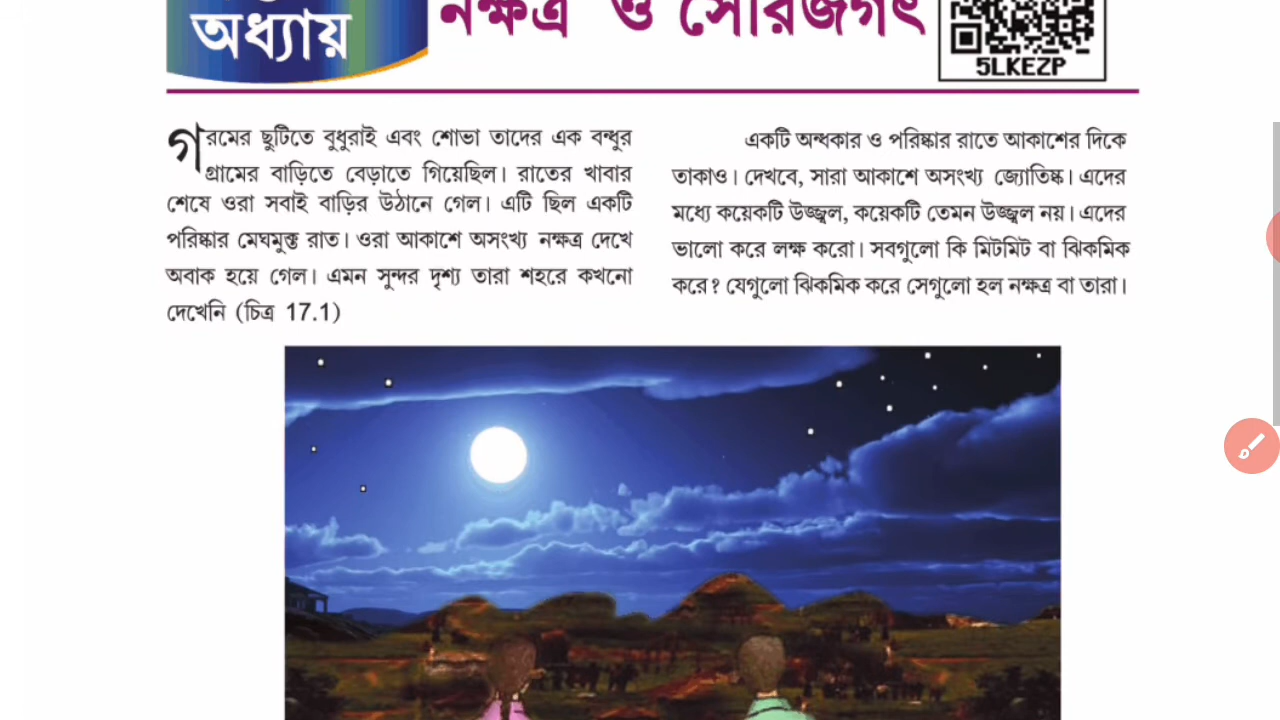 অধ্যায়
নক্ষত্র ও সৌরজগৎ
5LKEZP
গরমের ছুটিতে বুধুরাই এবং শোভা তাদের এক বন্ধুর
গ্রামের বাড়িতে বেড়াতে গিয়েছিল। রাতের খাবার
শেষে ওরা সবাই বাড়ির উঠানে গেল। এটি ছিল একটি
পরিষ্কার মেঘমুক্ত রাত। ওরা আকাশে অসংখ্য নক্ষত্র দেখে
অবাক হয়ে গেল। এমন সুন্দর দৃশ্য তারা শহরে কখনো
দেখেনি (চিত্র 17.1)
একটি অন্ধকার ও পরিষ্কার রাতে আকাশের দিকে
তাকাও। দেখবে, সারা আকাশে অসংখ্য জ্যোতিষ্ক। এদের
মধ্যে কয়েকটি উজ্জ্বল, কয়েকটি তেমন উজ্জ্বল নয়। এদের
ভালো করে লক্ষ করো। সবগুলো কি মিটমিট বা ঝিকমিক
করে? যেগুলো ঝিকমিক করে সেগুলো হল নক্ষত্র বা তারা।